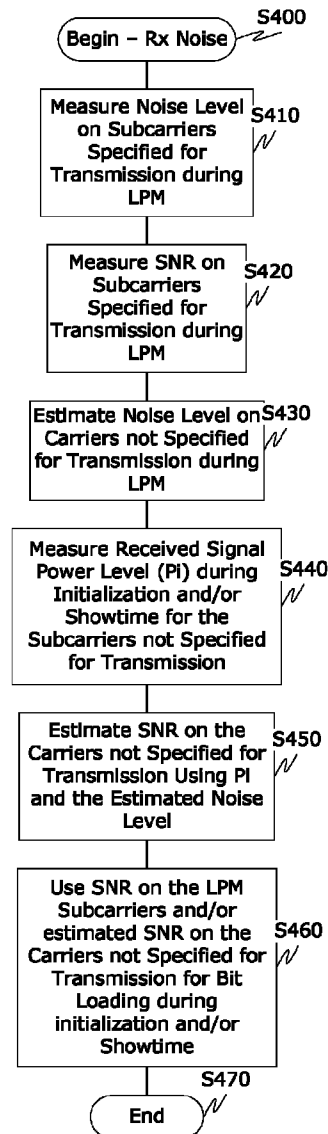 S400
Begin – Rx Noise
S410
Measure Noise Level
on Subcarriers
Specified for
Transmission during
LPM
S420
Measure SNR on
Subcarriers
Specified for
Transmission during
LPM
S430
Estimate Noise Level on
Carriers not Specified
for Transmission during
LPM
S440
Measure Received Signal
Power Level (Pi) during
Initialization and/or
Showtime for the
Subcarriers not Specified
for Transmission
S450
Estimate SNR on the
Carriers not Specified for
Transmission Using Pi
and the Estimated Noise
Level
S460
Use SNR on the LPM
Subcarriers and/or
estimated SNR on the
Carriers not Specified for
Transmission for Bit
Loading during
initialization and/or
Showtime
S470
End